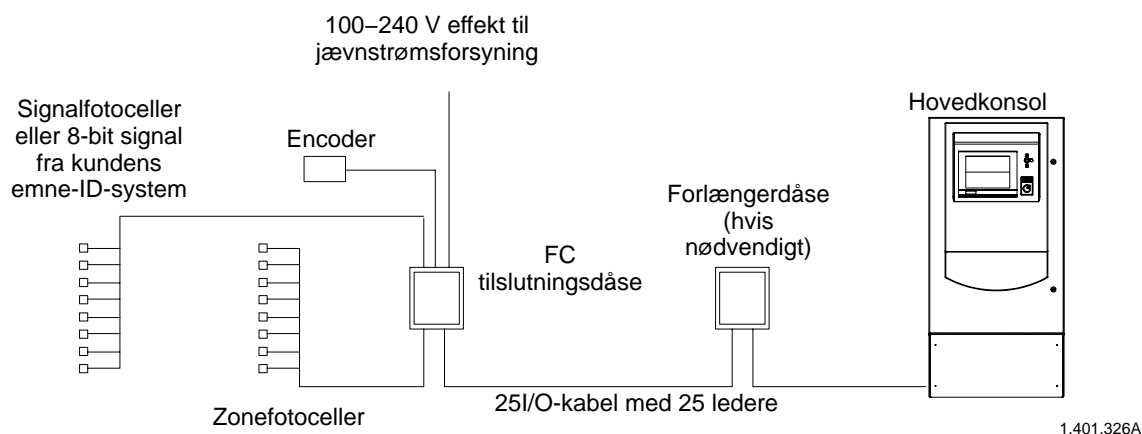 100–240 V effekt til
jævnstrømsforsyning
Signalfotoceller
eller 8-bit signal
fra kundens
emne-ID-system
Encoder
Hovedkonsol
Forlængerdåse
(hvis
nødvendigt)
FC
tilslutningsdåse
Zonefotoceller
25I/O-kabel med 25 ledere
1.401.326A